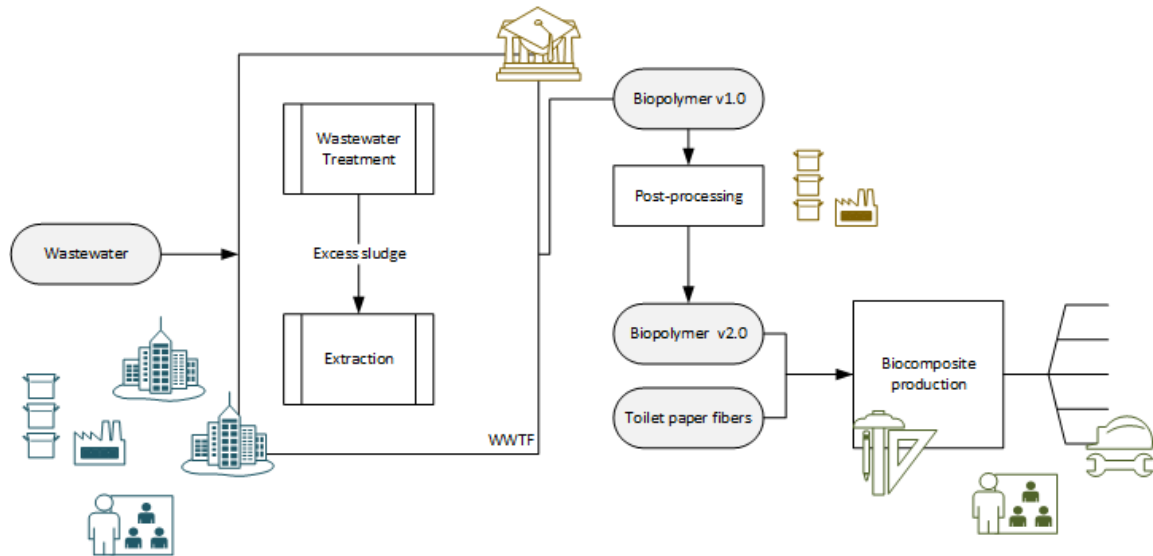 Wastewater
Wastewater
Treatment
Excess sludge
Extraction
WWTF
Biopolymer v1.0
Post-processing
Biopolymer v2.0
Toilet paper fibers
Biocomposite
production